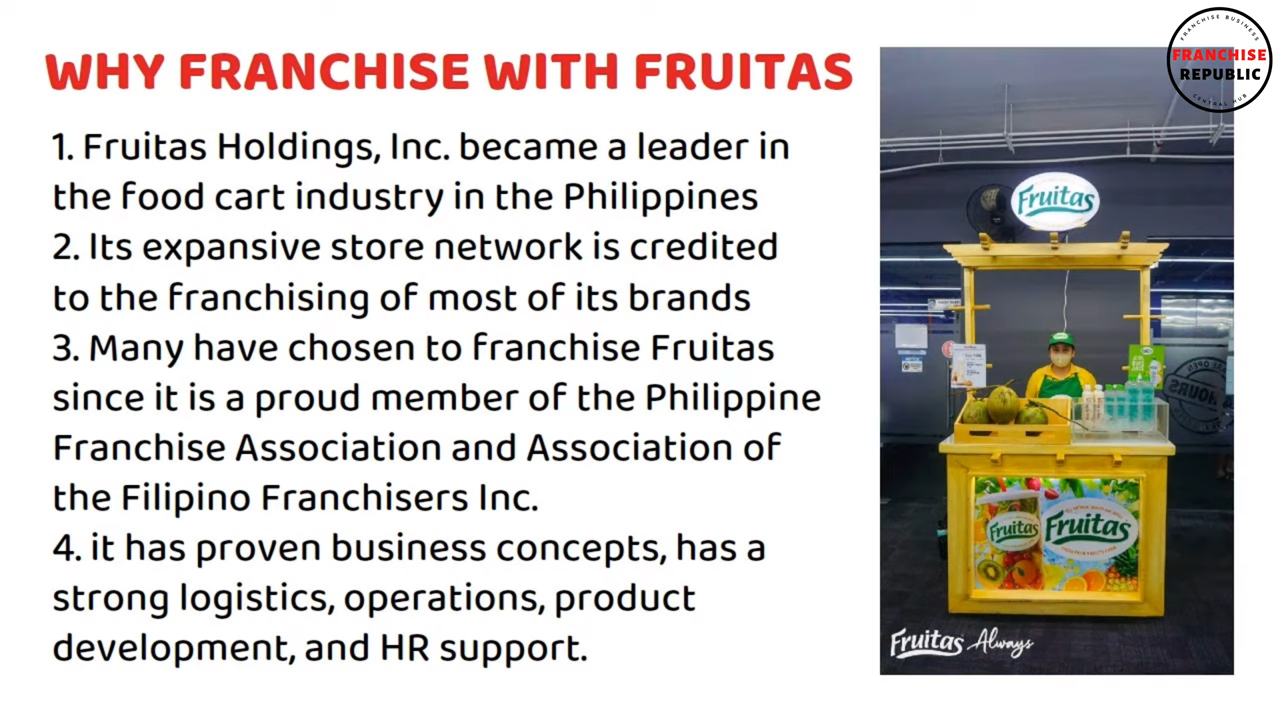 WHY FRANCHISE WITH FRUITAS
1. Fruitas Holdings, Inc. became a leader in
the food cart industry in the Philippines
2. Its expansive store network is credited
to the franchising of most of its brands
3. Many have chosen to franchise Fruitas
since it is a proud member of the Philippine
Franchise Association and Association of
the Filipino Franchisers Inc.
4. it has proven business concepts, has a
strong logistics, operations, product
development, and HR support.
FRANCHISE BUSINESS
FRANCHISE
REPUBLIC
CENTRAL HUB
Fruitas
Fruitas
Fruitas
Fruitas Always